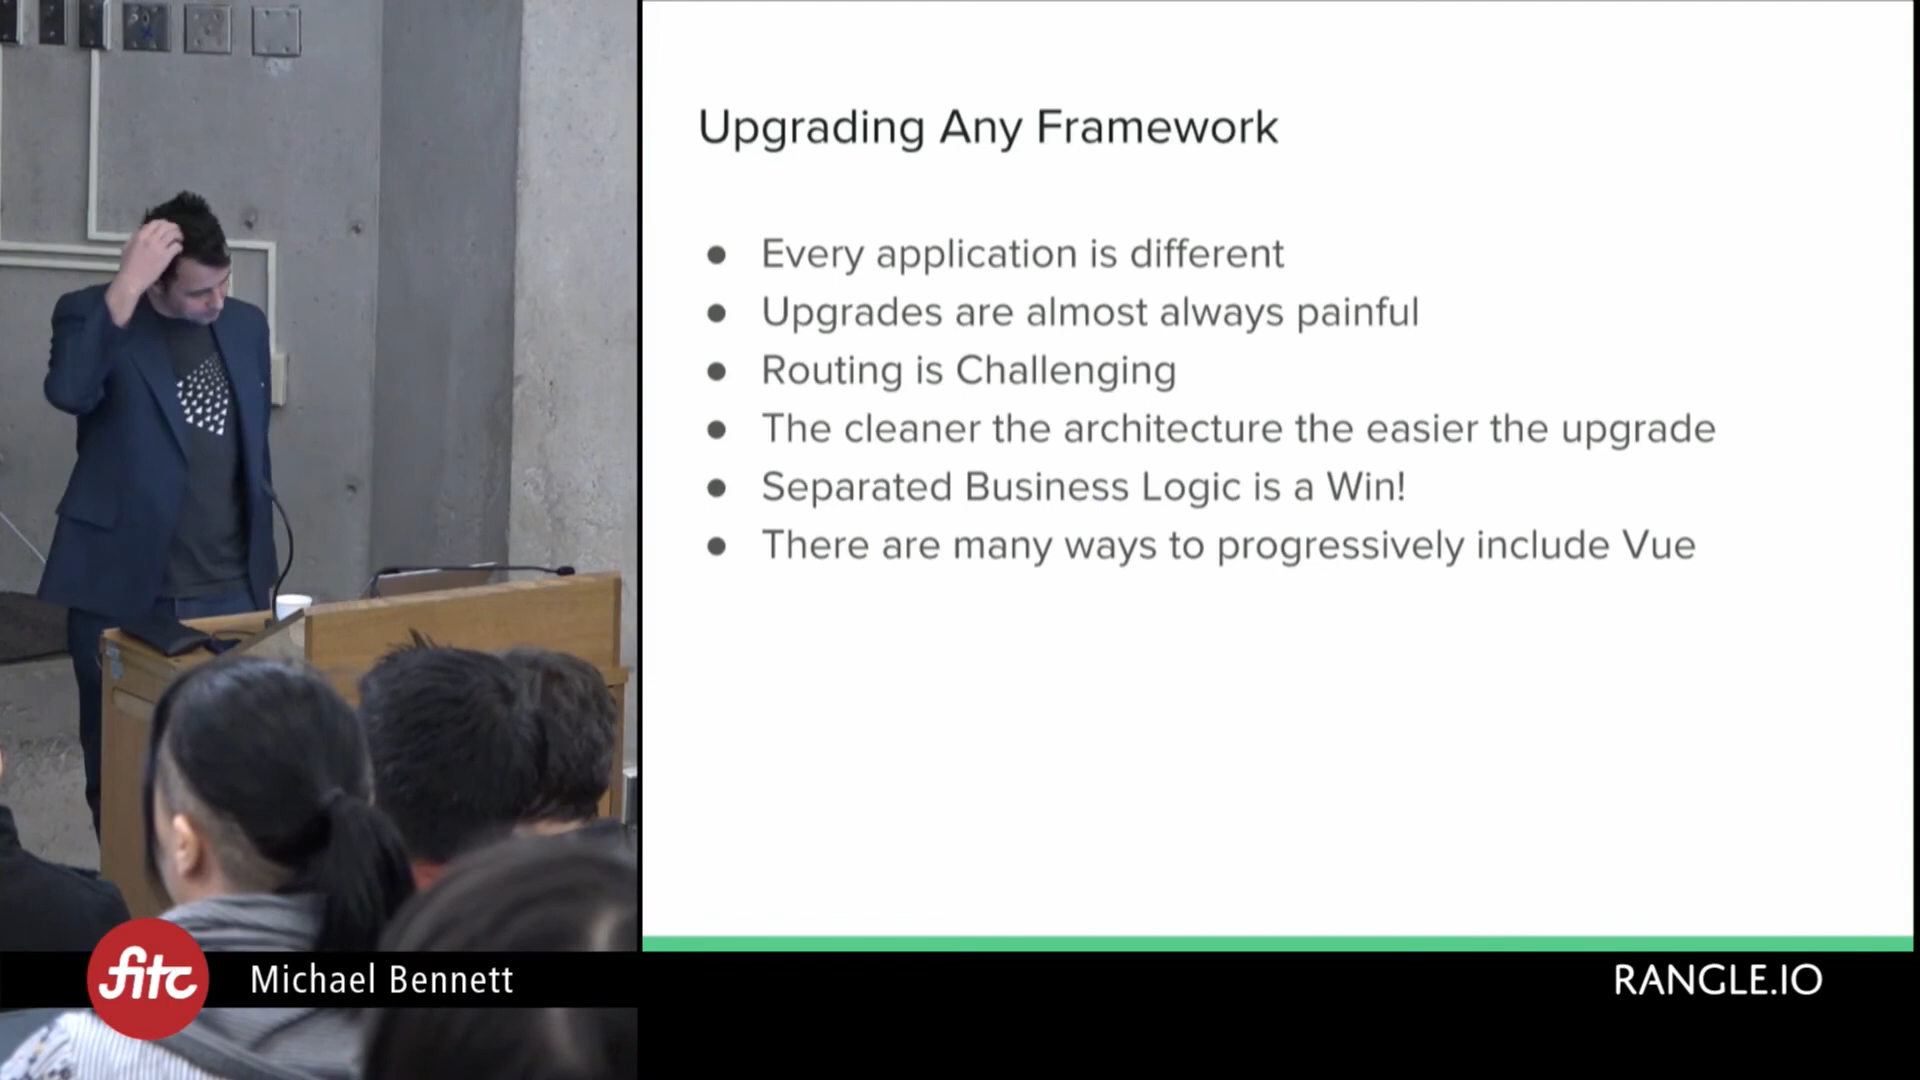 Upgrading Any Framework
Every application is different
Upgrades are almost always painful
Routing is Challenging
The cleaner the architecture the easier the upgrade
Separated Business Logic is a Win!
There are many ways to progressively include Vue
fitc
Michael Bennett
RANGLE.IO